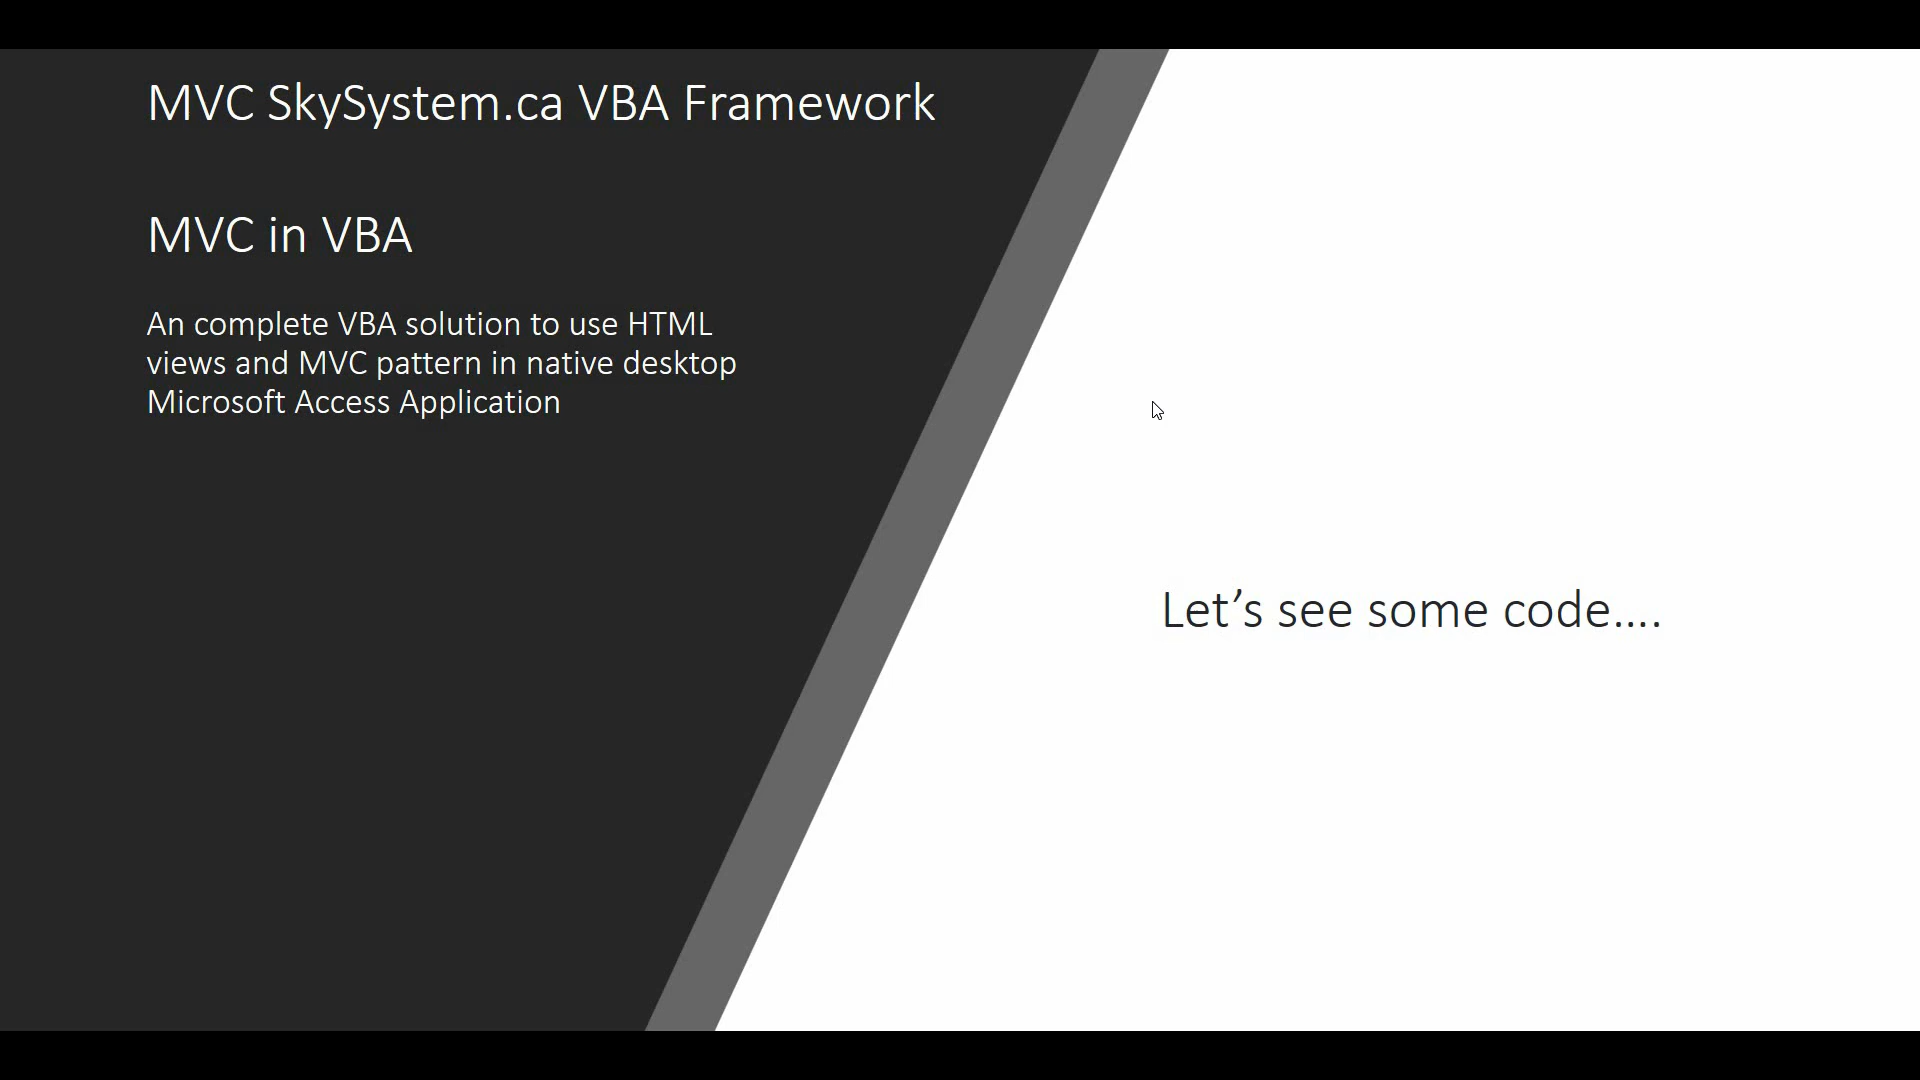 MVC SkySystem.ca VBA Framework
MVC in VBA
An complete VBA solution to use HTML
views and MVC pattern in native desktop
Microsoft Access Application
Let’s see some code....